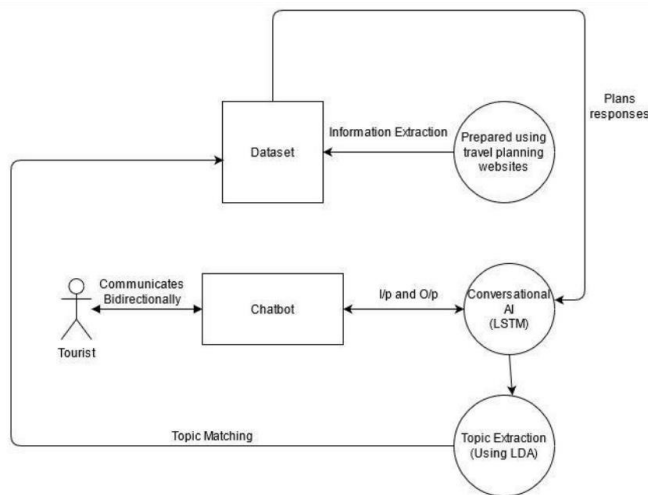 Plans
responses
Information Extraction
Dataset
Prepared using
travel planning
websites
Communicates
Bidirectionally
Chatbot
I/p and O/p
Conversational
AI
(LSTM)
Tourist
Topic Matching
Topic Extraction
(Using LDA)